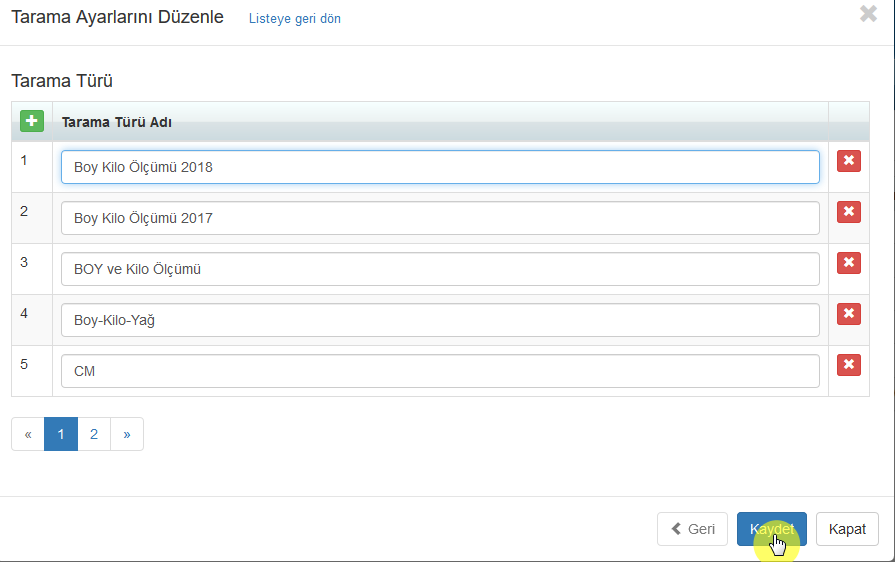 Tarama Ayarlarını Düzenle Listeye geri dön
Tarama Türü
Tarama Türü Adı
1 Boy Kilo Ölçümü 2018
2 Boy Kilo Ölçümü 2017
3 BOY ve Kilo Ölçümü
4 Boy-Kilo-Yağ
5 CM
« 1 2 »
Geri Kaydet Kapat